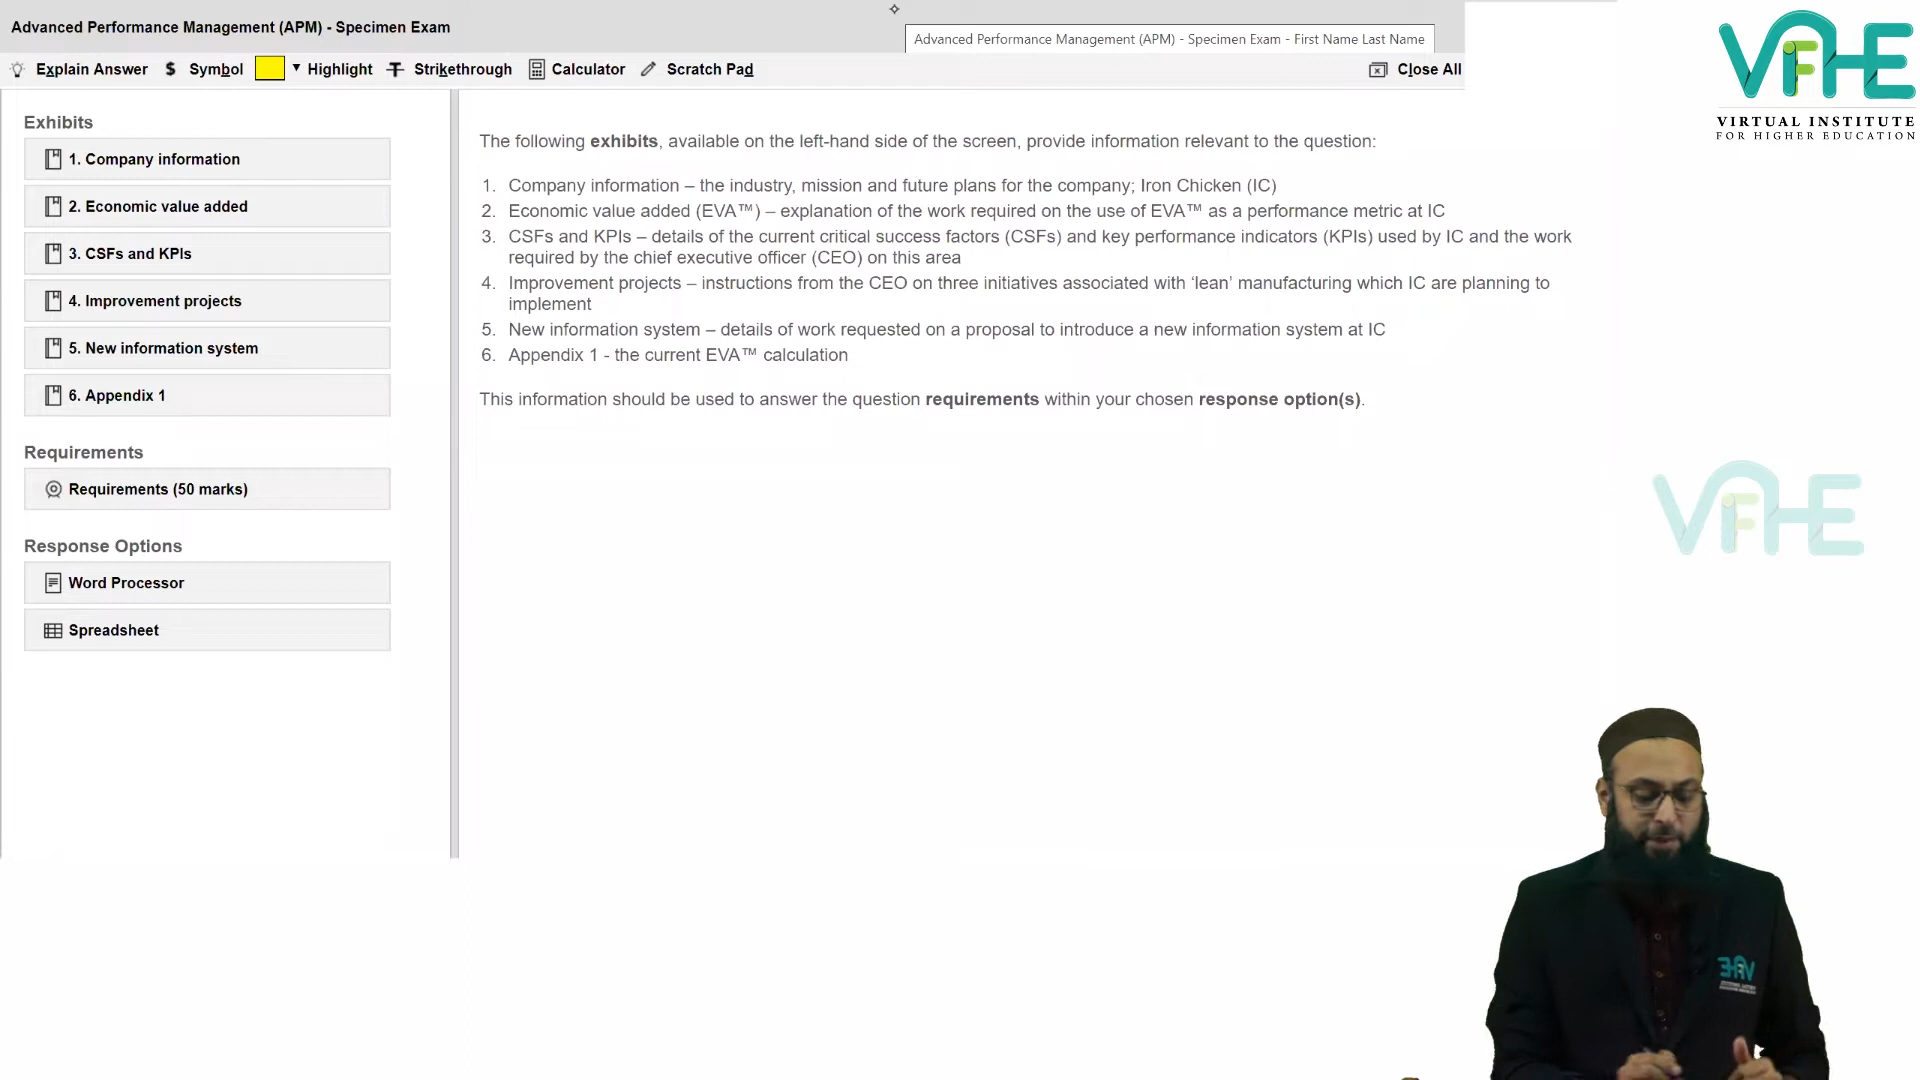 Advanced Performance Management (APM) - Specimen Exam
Advanced Performance Management (APM) - Specimen Exam - First Name Last Name
Explain Answer
$ Symbol
Highlight
Strikethrough
Calculator
Scratch Pad
Close All
VIFHE
VIRTUAL INSTITUTE
FOR HIGHER EDUCATION
Exhibits
1. Company information
2. Economic value added
3. CSFs and KPIs
4. Improvement projects
5. New information system
6. Appendix 1
Requirements
Requirements (50 marks)
Response Options
Word Processor
Spreadsheet
The following exhibits, available on the left-hand side of the screen, provide information relevant to the question:
1. Company information – the industry, mission and future plans for the company; Iron Chicken (IC)
2. Economic value added (EVA™) – explanation of the work required on the use of EVA™ as a performance metric at IC
3. CSFs and KPIs – details of the current critical success factors (CSFs) and key performance indicators (KPIs) used by IC and the work
required by the chief executive officer (CEO) on this area
4. Improvement projects – instructions from the CEO on three initiatives associated with ‘lean’ manufacturing which IC are planning to
implement
5. New information system – details of work requested on a proposal to introduce a new information system at IC
6. Appendix 1 - the current EVA™ calculation
This information should be used to answer the question requirements within your chosen response option(s).
VIFHE